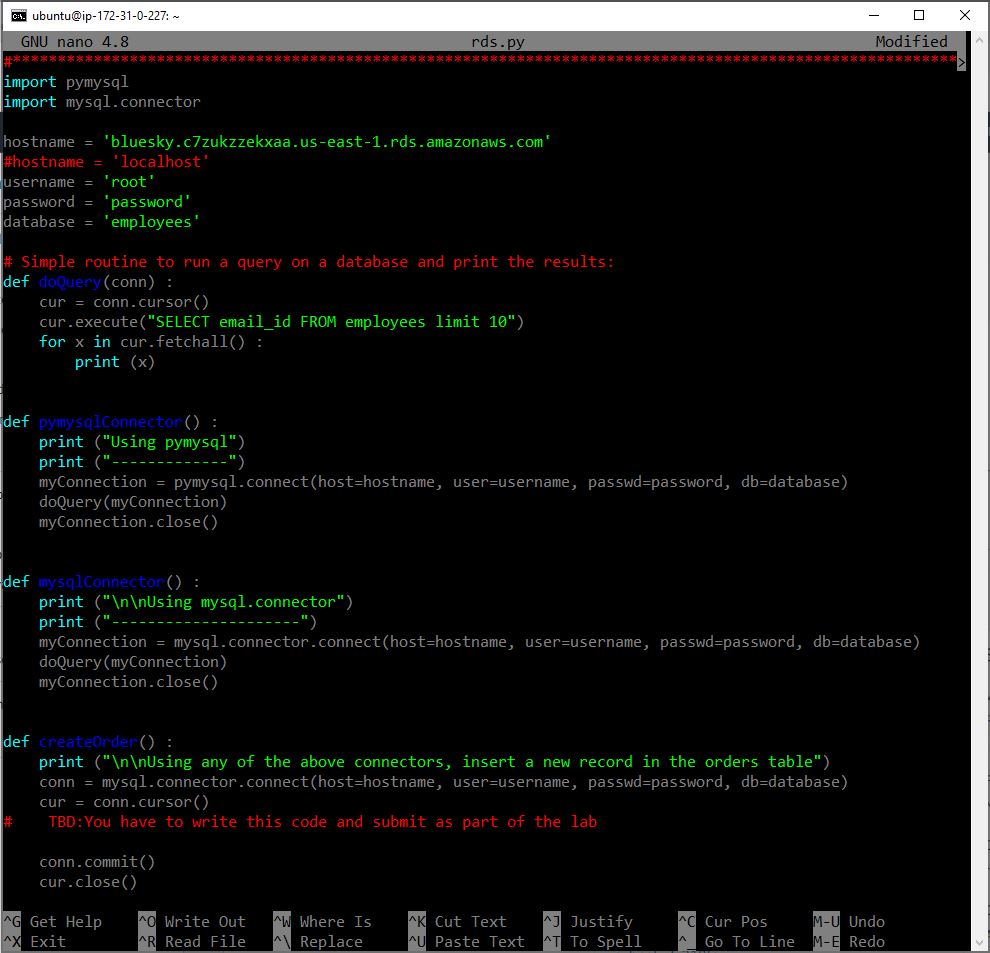 ubuntu@ip-172-31-0-227: ~
GNU nano 4.8 rds.py Modified
#*********************************************************************************************************>
import pymysql
import mysql.connector

hostname = 'bluesky.c7zukzzekxaa.us-east-1.rds.amazonaws.com'
#hostname = 'localhost'
username = 'root'
password = 'password'
database = 'employees'

# Simple routine to run a query on a database and print the results:
def doQuery(conn) :
    cur = conn.cursor()
    cur.execute("SELECT email_id FROM employees limit 10")
    for x in cur.fetchall() :
        print (x)

def pymysqlConnector() :
    print ("Using pymysql")
    print ("-------------")
    myConnection = pymysql.connect(host=hostname, user=username, passwd=password, db=database)
    doQuery(myConnection)
    myConnection.close()

def mysqlConnector() :
    print ("\n\nUsing mysql.connector")
    print ("---------------------")
    myConnection = mysql.connector.connect(host=hostname, user=username, passwd=password, db=database)
    doQuery(myConnection)
    myConnection.close()

def createOrder() :
    print ("\n\nUsing any of the above connectors, insert a new record in the orders table")
    conn = mysql.connector.connect(host=hostname, user=username, passwd=password, db=database)
    cur = conn.cursor()
#    TBD:You have to write this code and submit as part of the lab

    conn.commit()
    cur.close()

^G Get Help ^O Write Out ^W Where Is ^K Cut Text ^J Justify ^C Cur Pos M-U Undo
^X Exit ^R Read File ^\ Replace ^U Paste Text ^T To Spell ^_ Go To Line M-E Redo